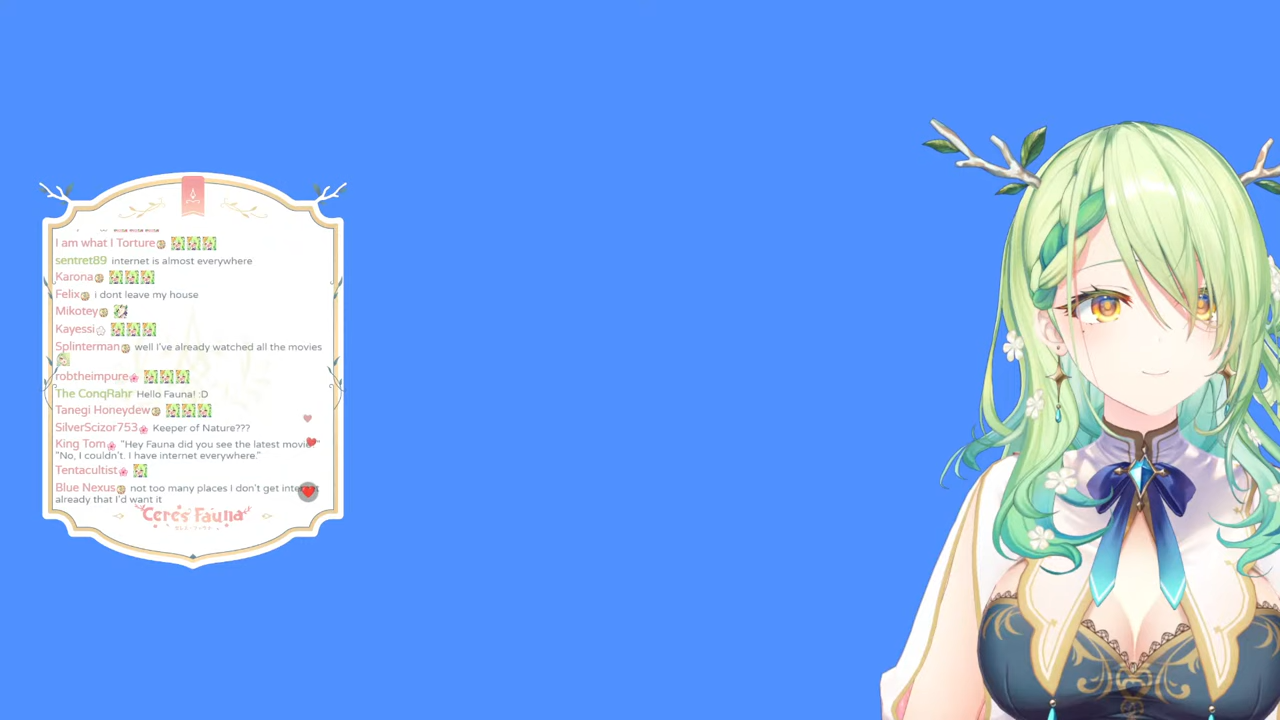 I am what I Torture
sentret89 internet is almost everywhere
Karona
Felix i dont leave my house
Mikotey
Kayessi
Splinterman well I've already watched all the movies
robtheimpure
The ConqRahr Hello Fauna! :D
Tanegi Honeydew
SilverScizor753 Keeper of Nature???
King Tom "Hey Fauna did you see the latest movie"
"No, I couldn't. I have internet everywhere."
Tentacultist
Blue Nexus not too many places I don't get internet
already that I'd want it
Ceres Fauna